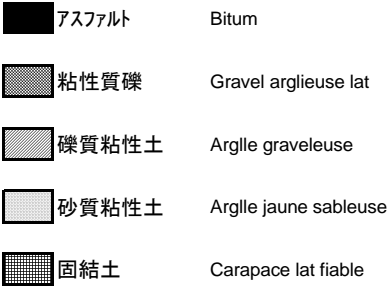 アスファルト Bitum
粘性質礫 Gravel arglieuse lat
礫質粘性土 Arglle graveleuse
砂質粘性土 Arglle jaune sableuse
固結土 Carapace lat fiable